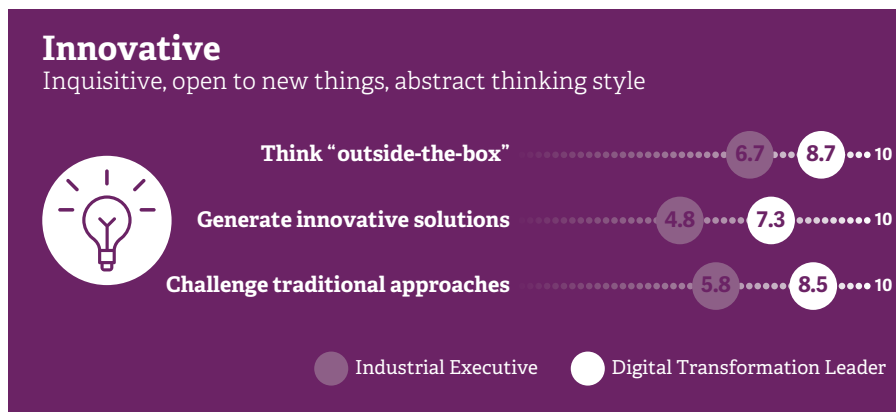 Innovative
Inquisitive, open to new things, abstract thinking style
Think “outside-the-box” 6.7 8.7 10
Generate innovative solutions 4.8 7.3 10
Challenge traditional approaches 5.8 8.5 10
Industrial Executive Digital Transformation Leader